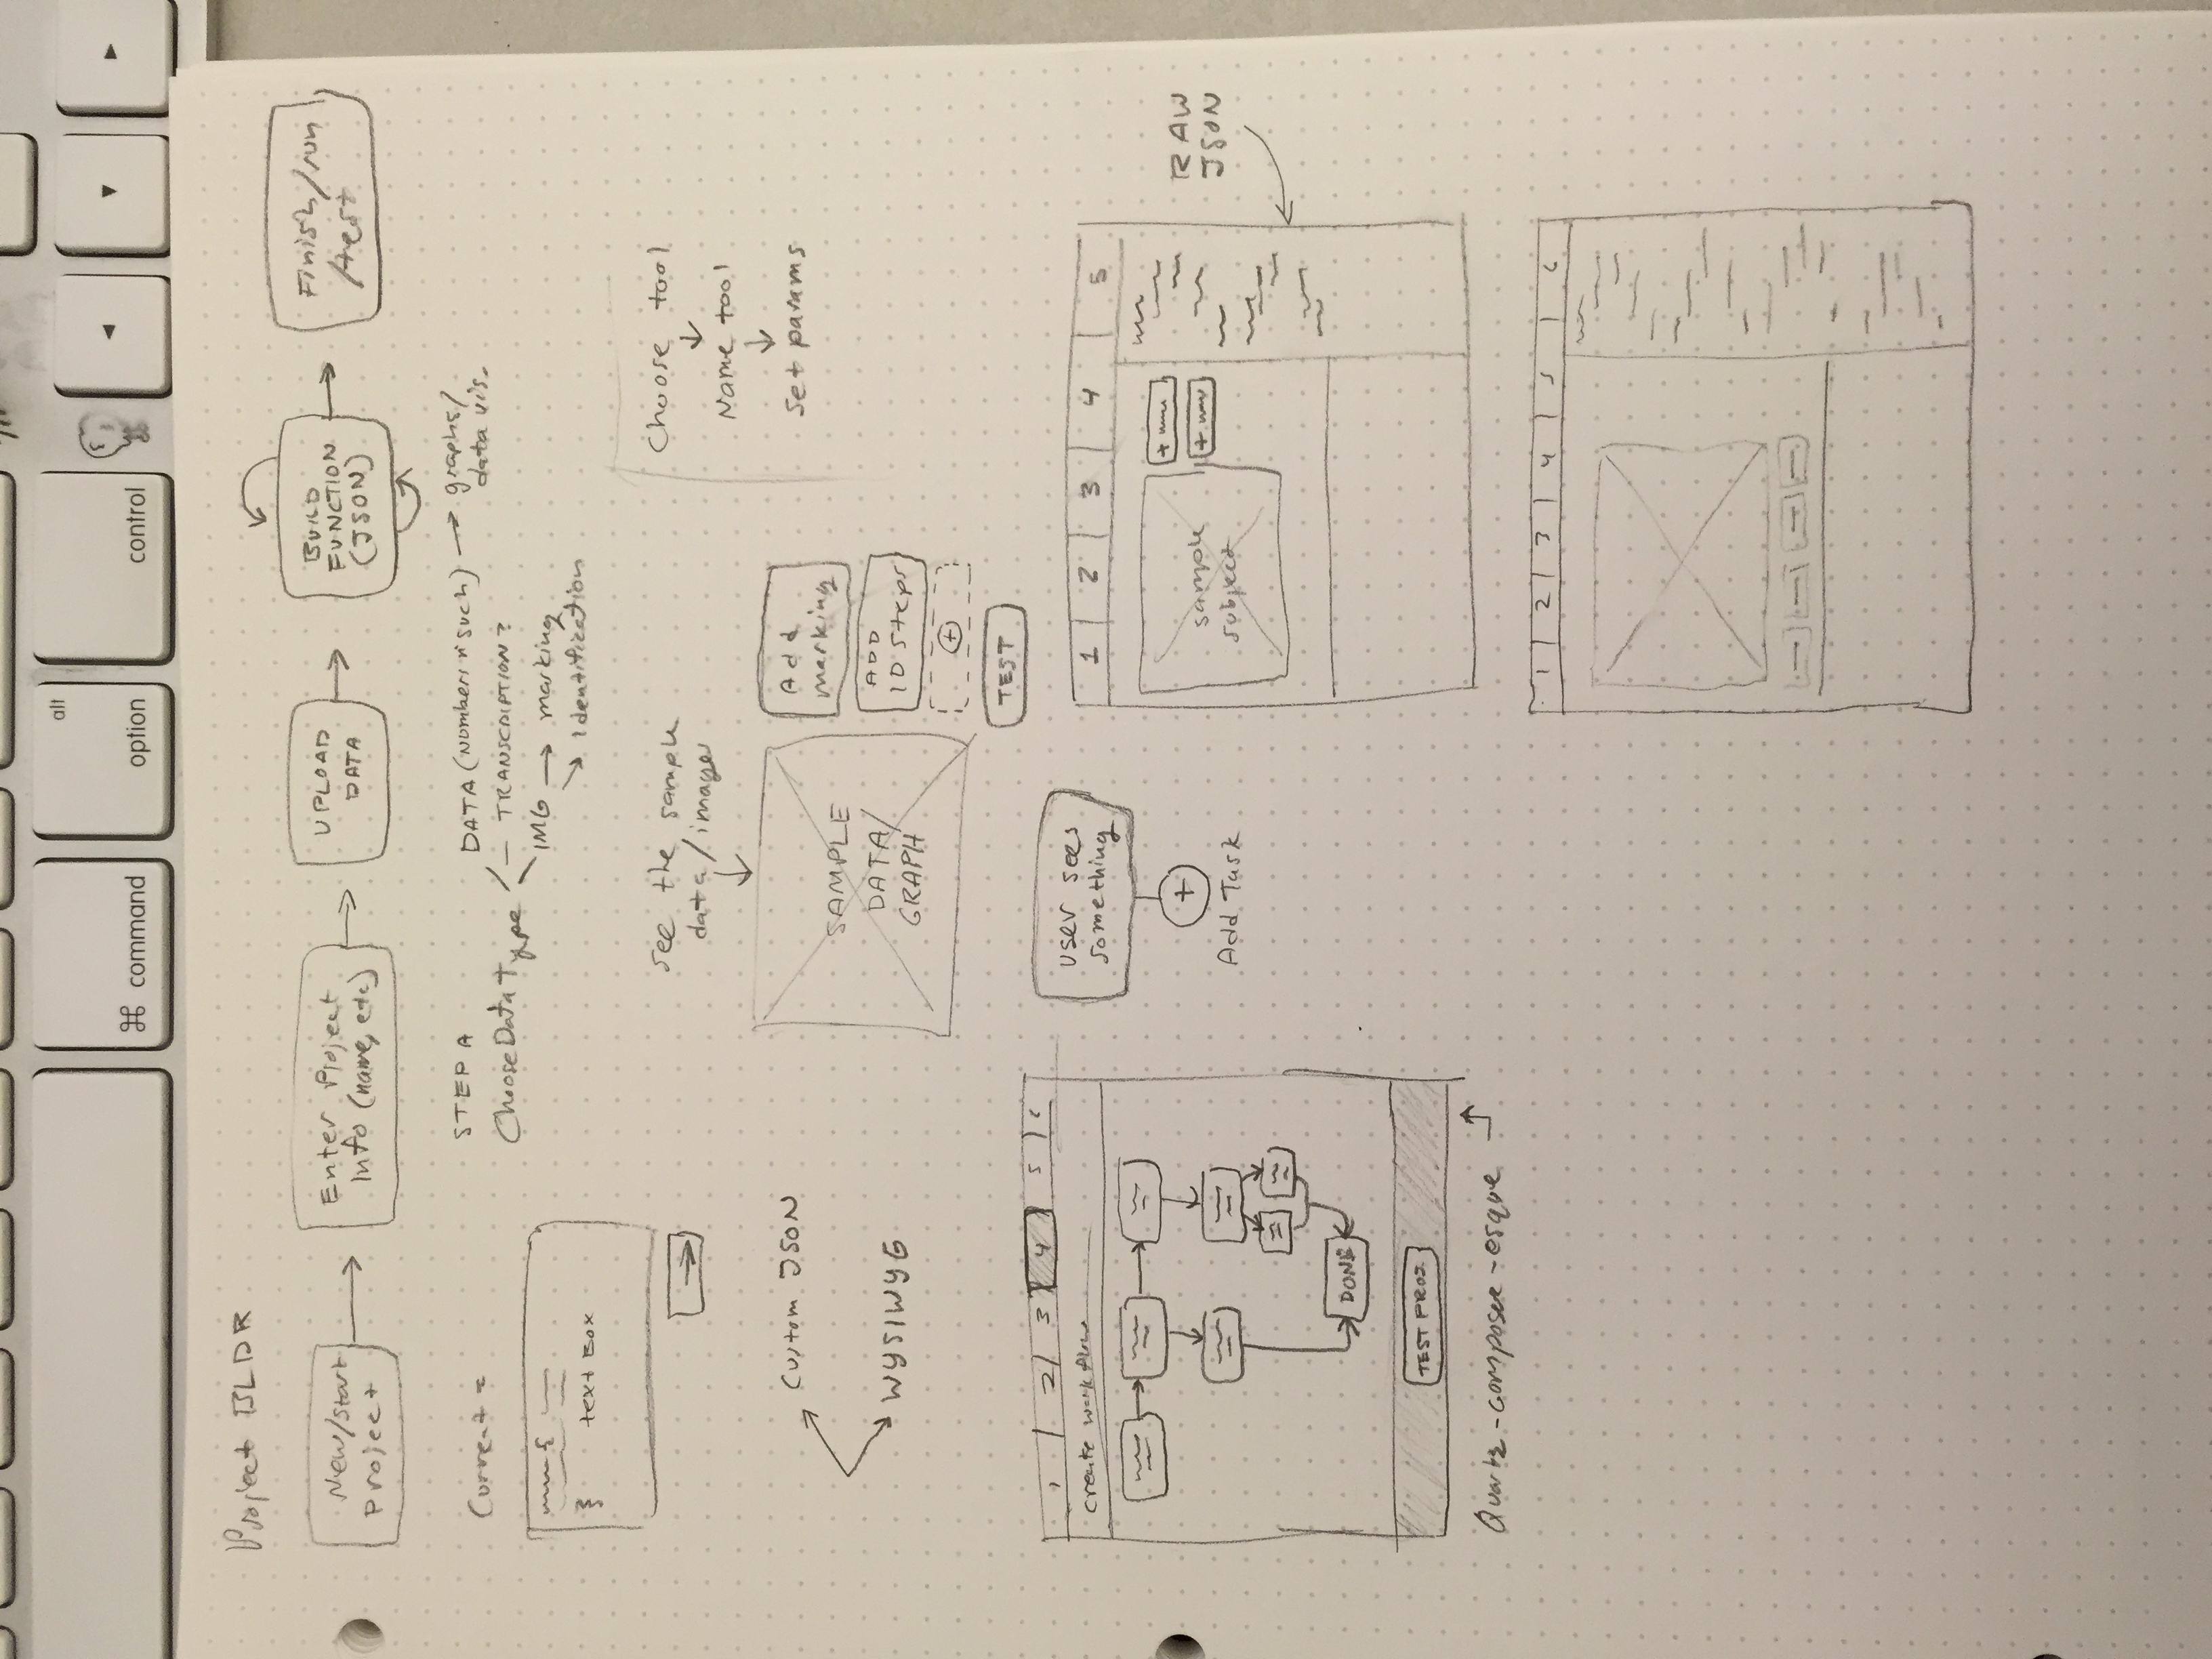 ⌘ command
alt
option
control
◄
▼
►
Project BLDR
New/start
project
Enter Project
Info (name, etc)
UPLOAD
DATA
BUILD
FUNCTION
(JSON)
Finish/run
/test
Current =
text Box
STEP A
Choose Data Type
DATA (numbers n' such) → graphs/
data vis.
— TRANSCRIPTION?
IMG → marking
↘ Identification
see the sample
data/images
Choose tool
↓
Name tool
↓
set params
Custom JSON
WYSIWYG
SAMPLE
DATA/
GRAPH
Add
marking
ADD
ID Steps
+
TEST
1 2 3 4 5 6
create workflow
DONE
TEST PROJ.
Quartz-composer-esque
user sees
something
+
Add Task
1 2 3 4 5
sample
subject
+
+
RAW
JSON
1 2 3 4 5 6